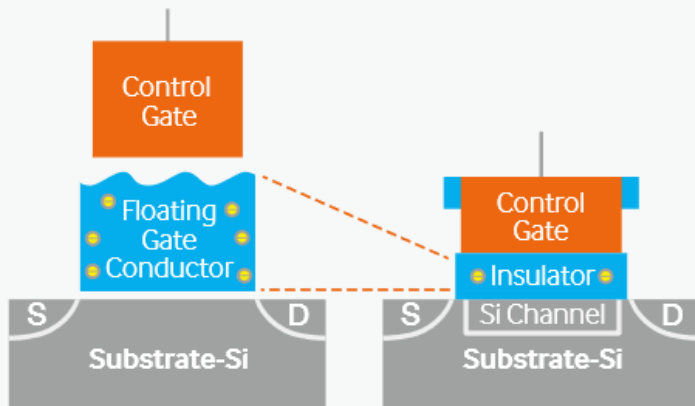 Control
Gate
Floating
Gate
Conductor
S
D
Substrate-Si
Control
Gate
Insulator
S
Si Channel
D
Substrate-Si